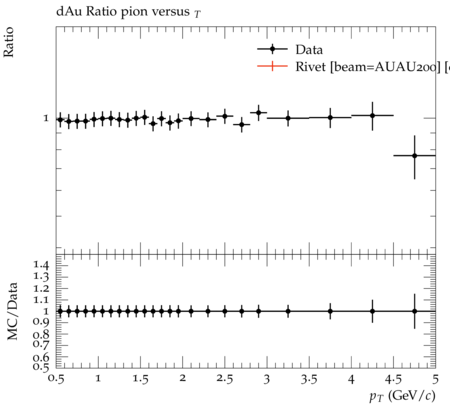 dAu Ratio pion versus T
Ratio
Data
Rivet [beam=AUAU200] [
1
MC/Data
1.4
1.3
1.2
1.1
1
0.9
0.8
0.7
0.6
0.5
0.5 1 1.5 2 2.5 3 3.5 4 4.5 5
pT (GeV/c)